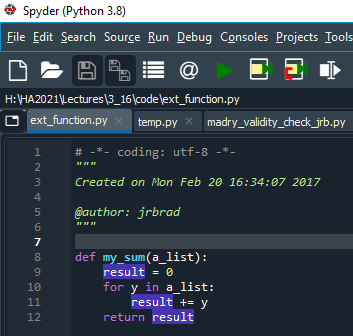 Spyder (Python 3.8)
File Edit Search Source Run Debug Consoles Projects Tools
H:\HA2021\Lectures\3_16\code\ext_function.py
ext_function.py temp.py madry_validity_check_jrb.py
1 # -*- coding: utf-8 -*-
2 """
3 Created on Mon Feb 20 16:34:07 2017
4
5 @author: jrbrad
6 """
7
8 def my_sum(a_list):
9 result = 0
10 for y in a_list:
11 result += y
12 return result